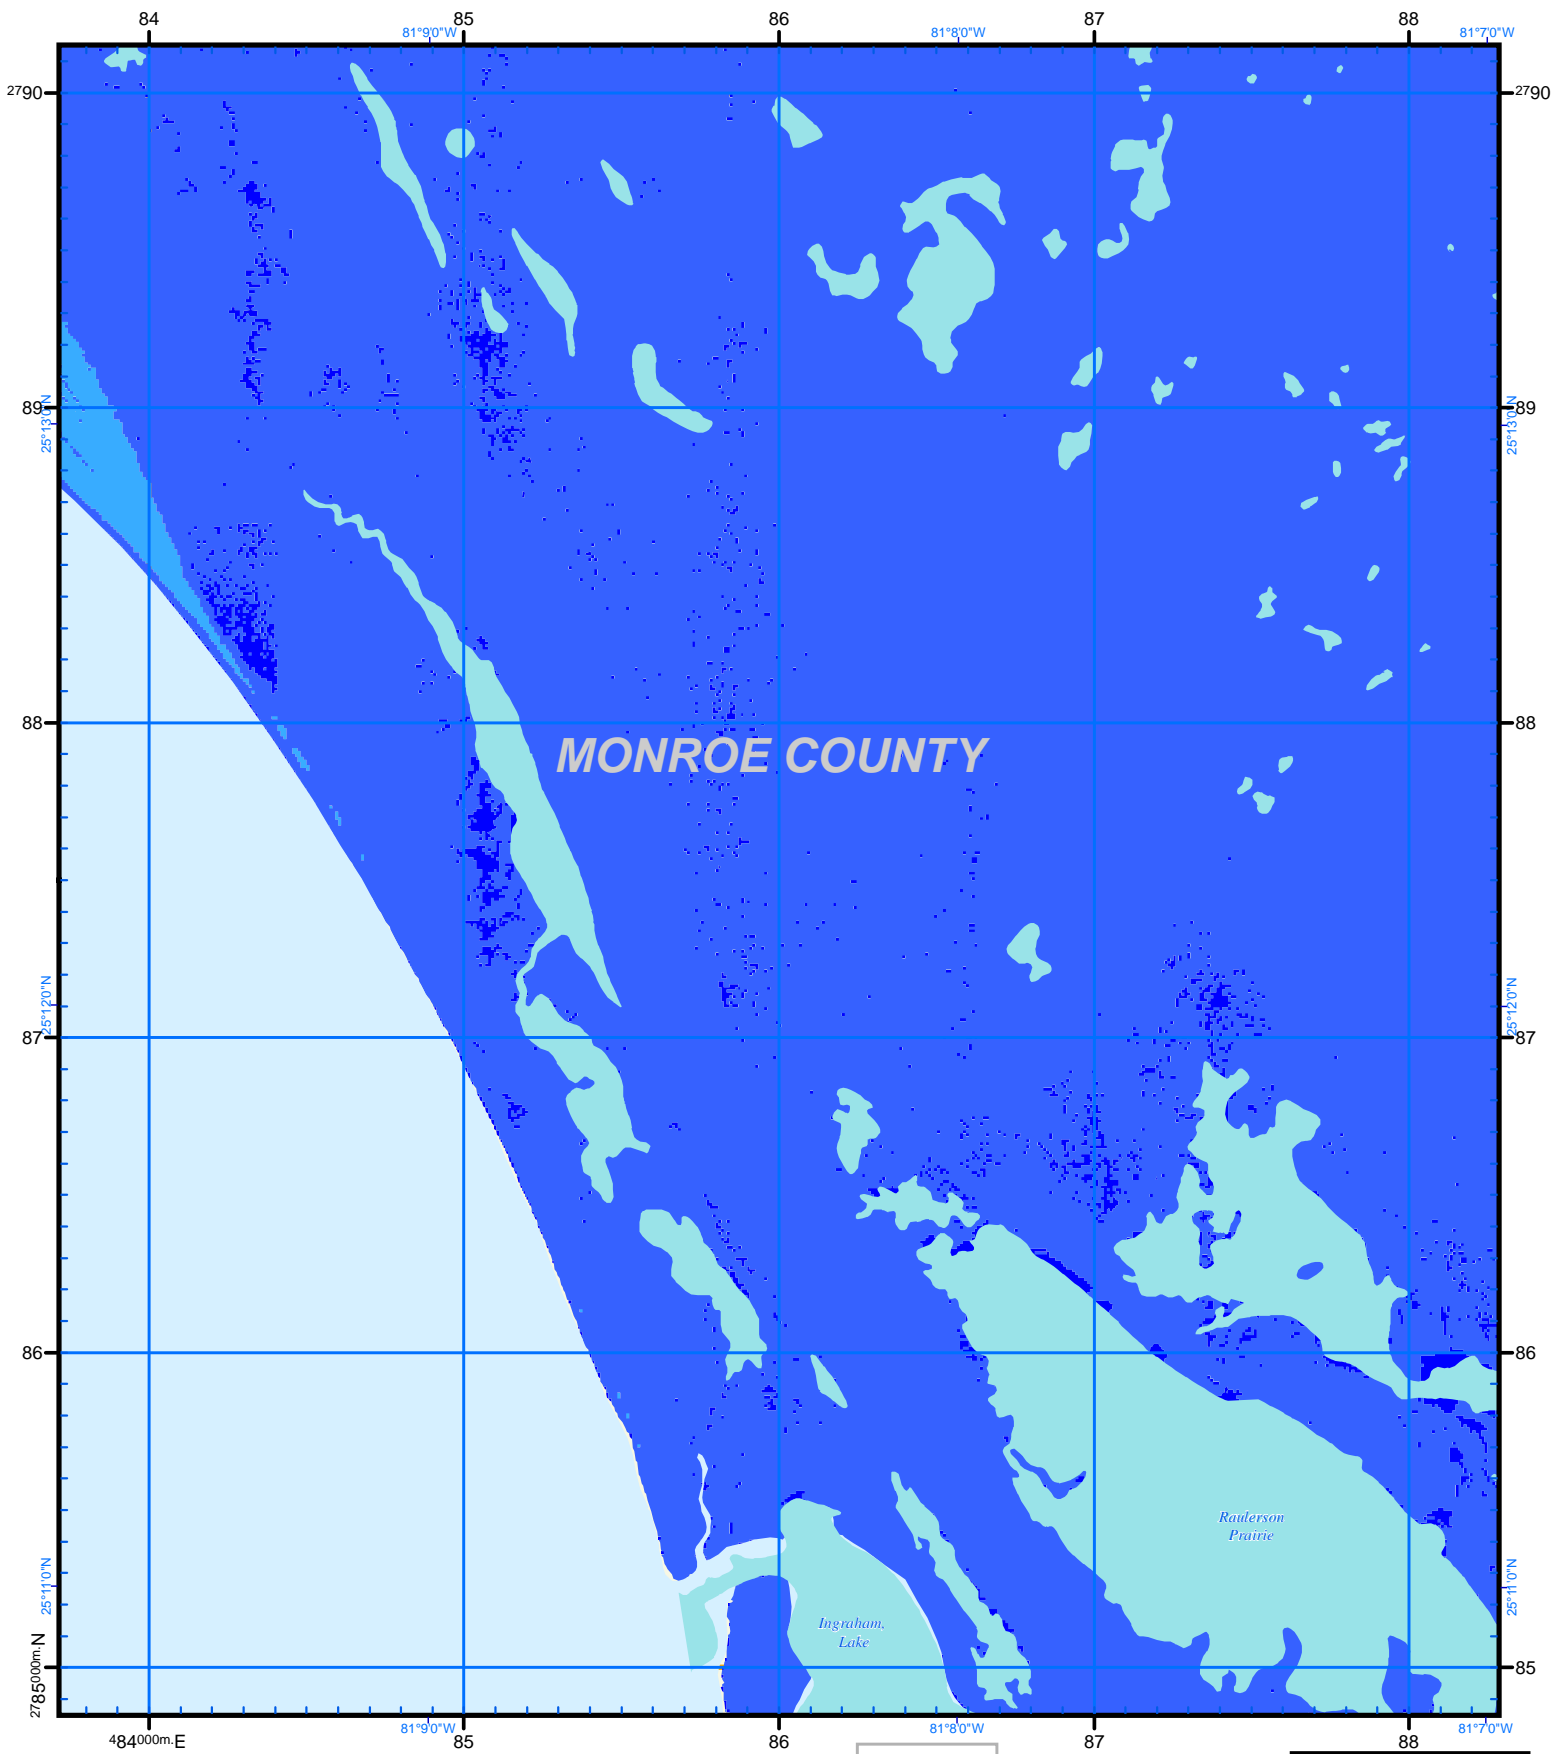 84 85 86 87 88
81°9'0"W 81°8'0"W 81°7'0"W
2790 2790
89 89
25°13'0"N 25°13'0"N
88 88
MONROE COUNTY
25°12'0"N 25°12'0"N
87 87
86 86
Raulerson
Prairie
25°11'0"N 25°11'0"N
Ingraham,
Lake
2785000m.N 85
81°9'0"W 81°8'0"W 81°7'0"W
484000m.E 85 86 87 88